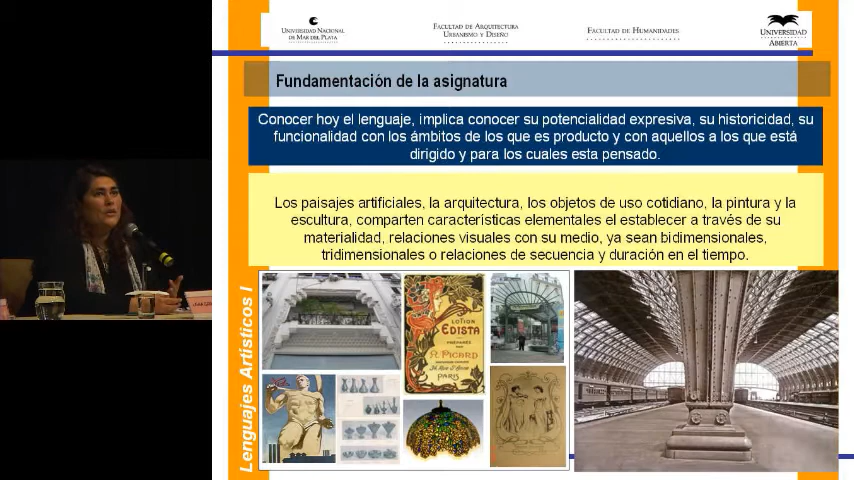 Universidad Nacional
de Mar del Plata
Facultad de Arquitectura
Urbanismo y Diseño
Facultad de Humanidades
Universidad
Abierta
Fundamentación de la asignatura
Conocer hoy el lenguaje, implica conocer su potencialidad expresiva, su historicidad, su
funcionalidad con los ámbitos de los que es producto y con aquellos a los que está
dirigido y para los cuales esta pensado.
Los paisajes artificiales, la arquitectura, los objetos de uso cotidiano, la pintura y la
escultura, comparten características elementales el establecer a través de su
materialidad, relaciones visuales con su medio, ya sean bidimensionales,
tridimensionales o relaciones de secuencia y duración en el tiempo.
Lenguajes Artísticos I
LOTION
EDISTA
PRÉPARÉE
PAR
A. PICARD
PARIS